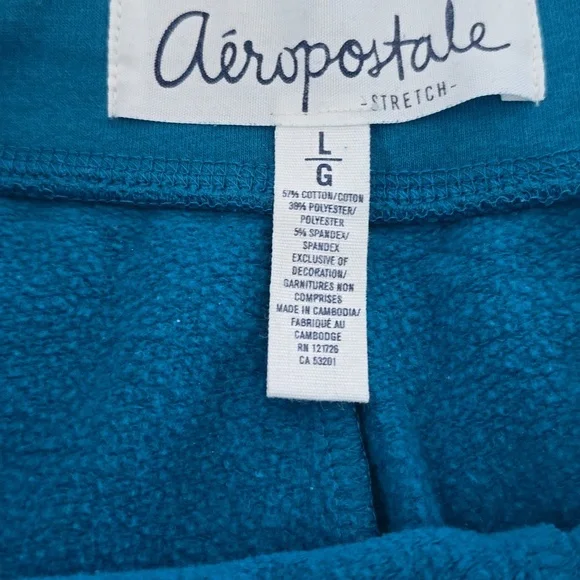 aéropostale
-STRETCH-
L
G
57% COTTON/COTON
38% POLYESTER/
POLYESTER
5% SPANDEX/
SPANDEX
EXCLUSIVE OF
DECORATION/
GARNITURES NON
COMPRISES
MADE IN CAMBODIA/
FABRIQUÉ AU
CAMBODGE
RN 121726
CA 53201